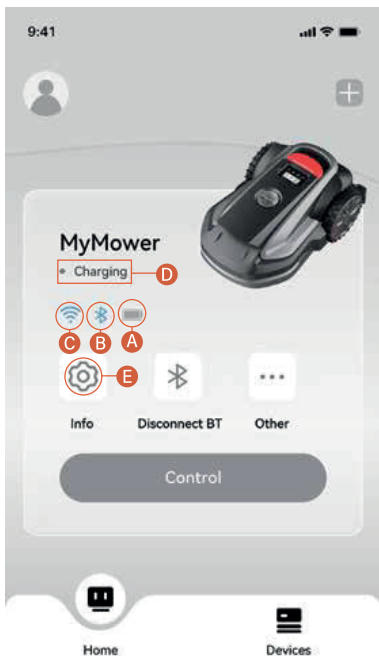 9:41
MyMower
Charging
D
C B A
E
Info Disconnect BT Other
Control
Home Devices